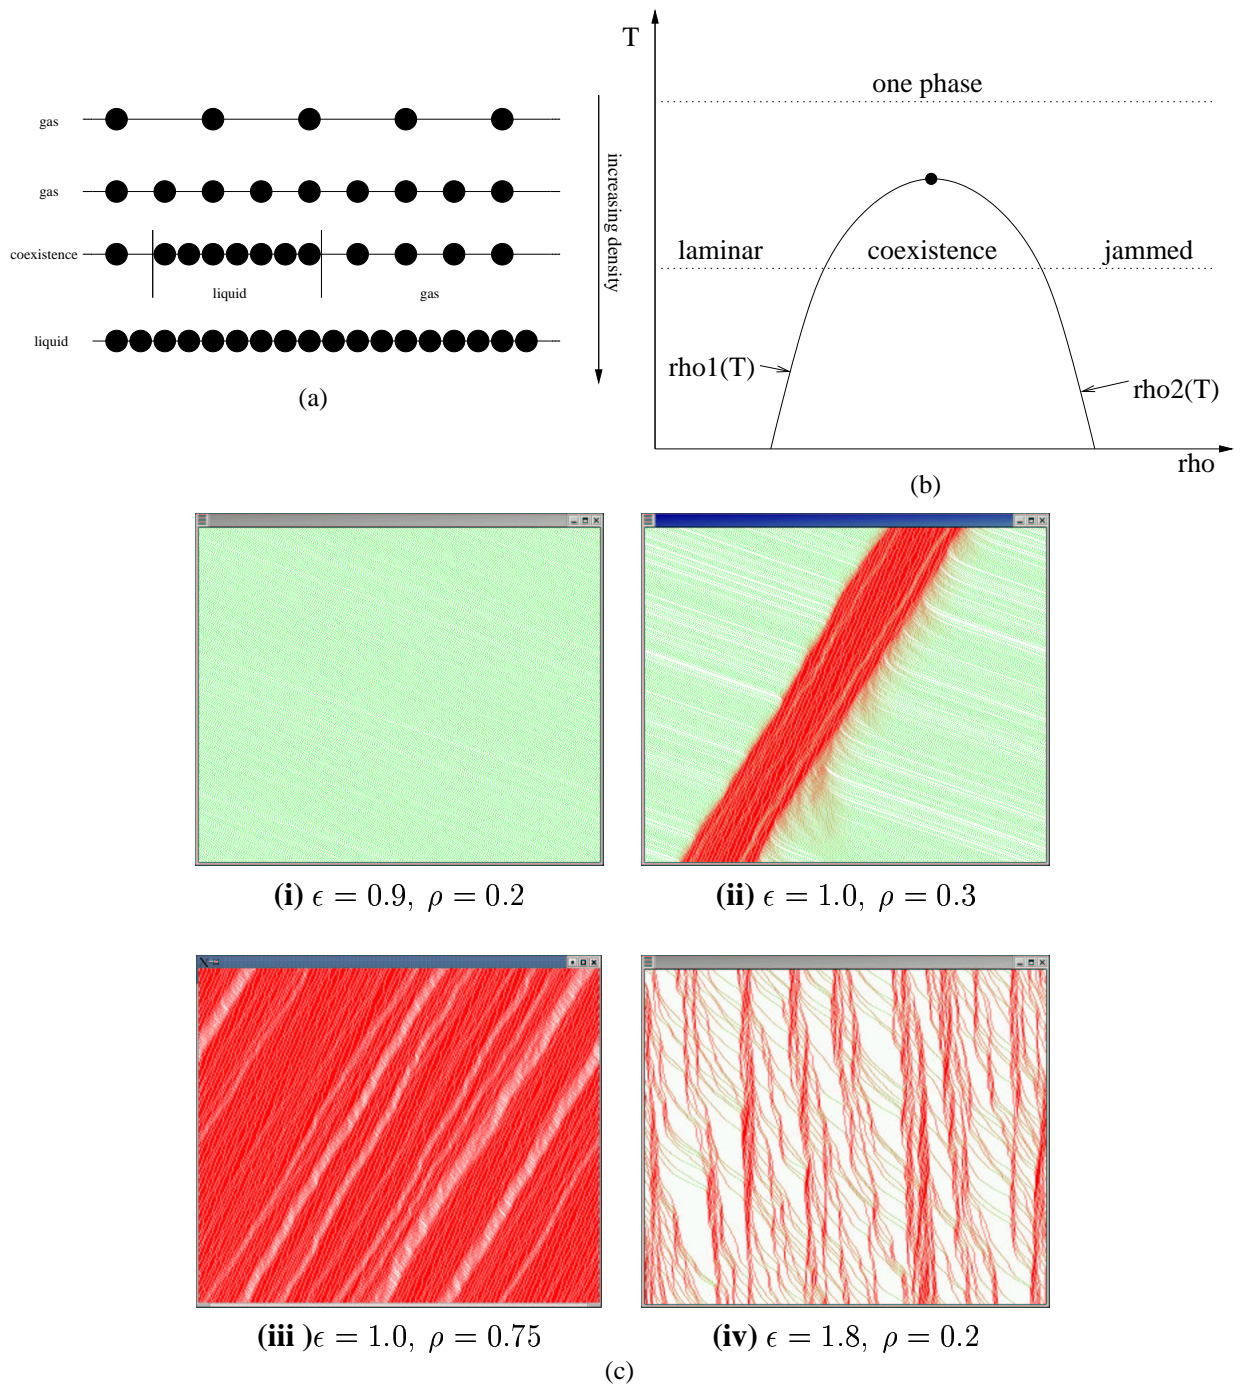 gas
gas
coexistence
liquid
gas
liquid
increasing density
(a)
T
one phase
laminar coexistence jammed
rho1(T)
rho2(T)
rho
(b)
(i) ϵ = 0.9, ρ = 0.2
(ii) ϵ = 1.0, ρ = 0.3
(iii )ϵ = 1.0, ρ = 0.75
(iv) ϵ = 1.8, ρ = 0.2
(c)